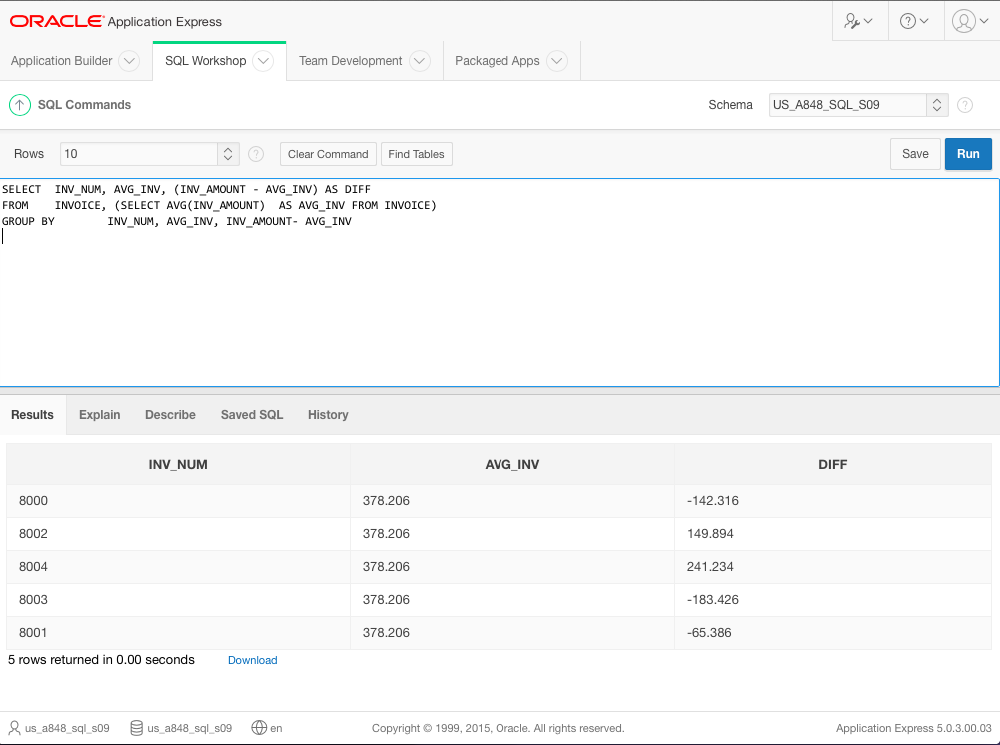 ORACLE Application Express
Application Builder SQL Workshop Team Development Packaged Apps
SQL Commands Schema US_A848_SQL_S09 ?
Rows 10 ? Clear Command Find Tables Save Run
SELECT INV_NUM, AVG_INV, (INV_AMOUNT - AVG_INV) AS DIFF
FROM INVOICE, (SELECT AVG(INV_AMOUNT) AS AVG_INV FROM INVOICE)
GROUP BY INV_NUM, AVG_INV, INV_AMOUNT- AVG_INV
Results Explain Describe Saved SQL History
INV_NUM AVG_INV DIFF
8000 378.206 -142.316
8002 378.206 149.894
8004 378.206 241.234
8003 378.206 -183.426
8001 378.206 -65.386
5 rows returned in 0.00 seconds Download
us_a848_sql_s09 us_a848_sql_s09 en Copyright © 1999, 2015, Oracle. All rights reserved. Application Express 5.0.3.00.03